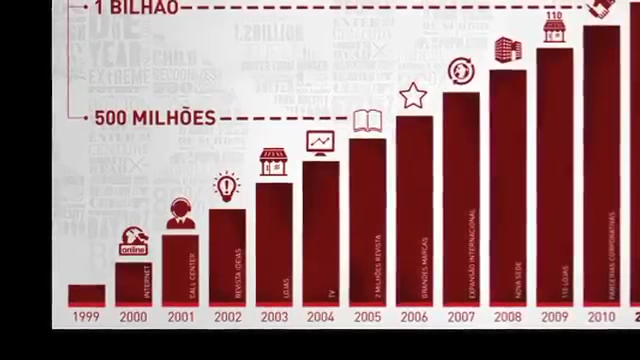 1 BILHÃO
110
500 MILHÕES
online
INTERNET
CALL CENTER
REVISTA IDEIAS
LOJAS
TV
2 MILHÕES REVISTA
GRANDES MARCAS
EXPANSÃO INTERNACIONAL
NOVA SEDE
110 LOJAS
PARCERIAS CORPORATIVAS
1999 2000 2001 2002 2003 2004 2005 2006 2007 2008 2009 2010